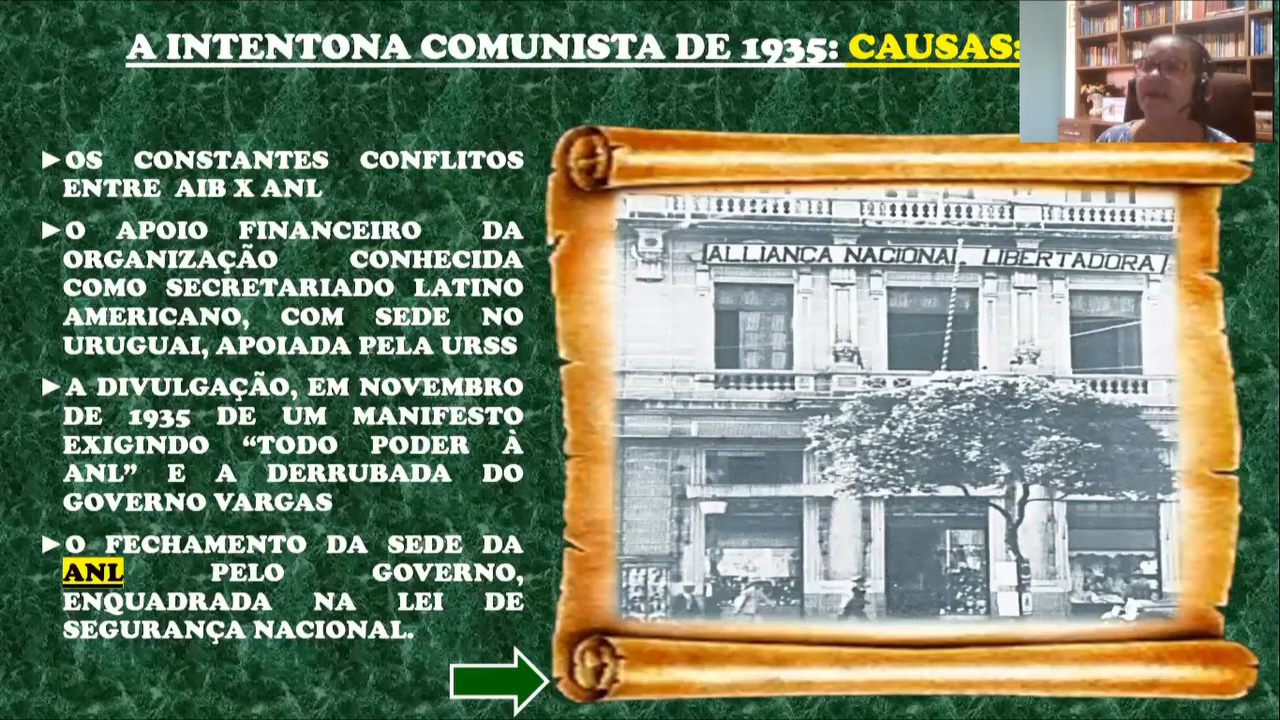 A INTENTONA COMUNISTA DE 1935: CAUSAS:
►OS CONSTANTES CONFLITOS
ENTRE AIB X ANL
►O APOIO FINANCEIRO DA
ORGANIZAÇÃO CONHECIDA
COMO SECRETARIADO LATINO
AMERICANO, COM SEDE NO
URUGUAI, APOIADA PELA URSS
►A DIVULGAÇÃO, EM NOVEMBRO
DE 1935 DE UM MANIFESTO
EXIGINDO “TODO PODER À
ANL” E A DERRUBADA DO
GOVERNO VARGAS
►O FECHAMENTO DA SEDE DA
ANL PELO GOVERNO,
ENQUADRADA NA LEI DE
SEGURANÇA NACIONAL.
ALLIANÇA NACIONAL LIBERTADORA